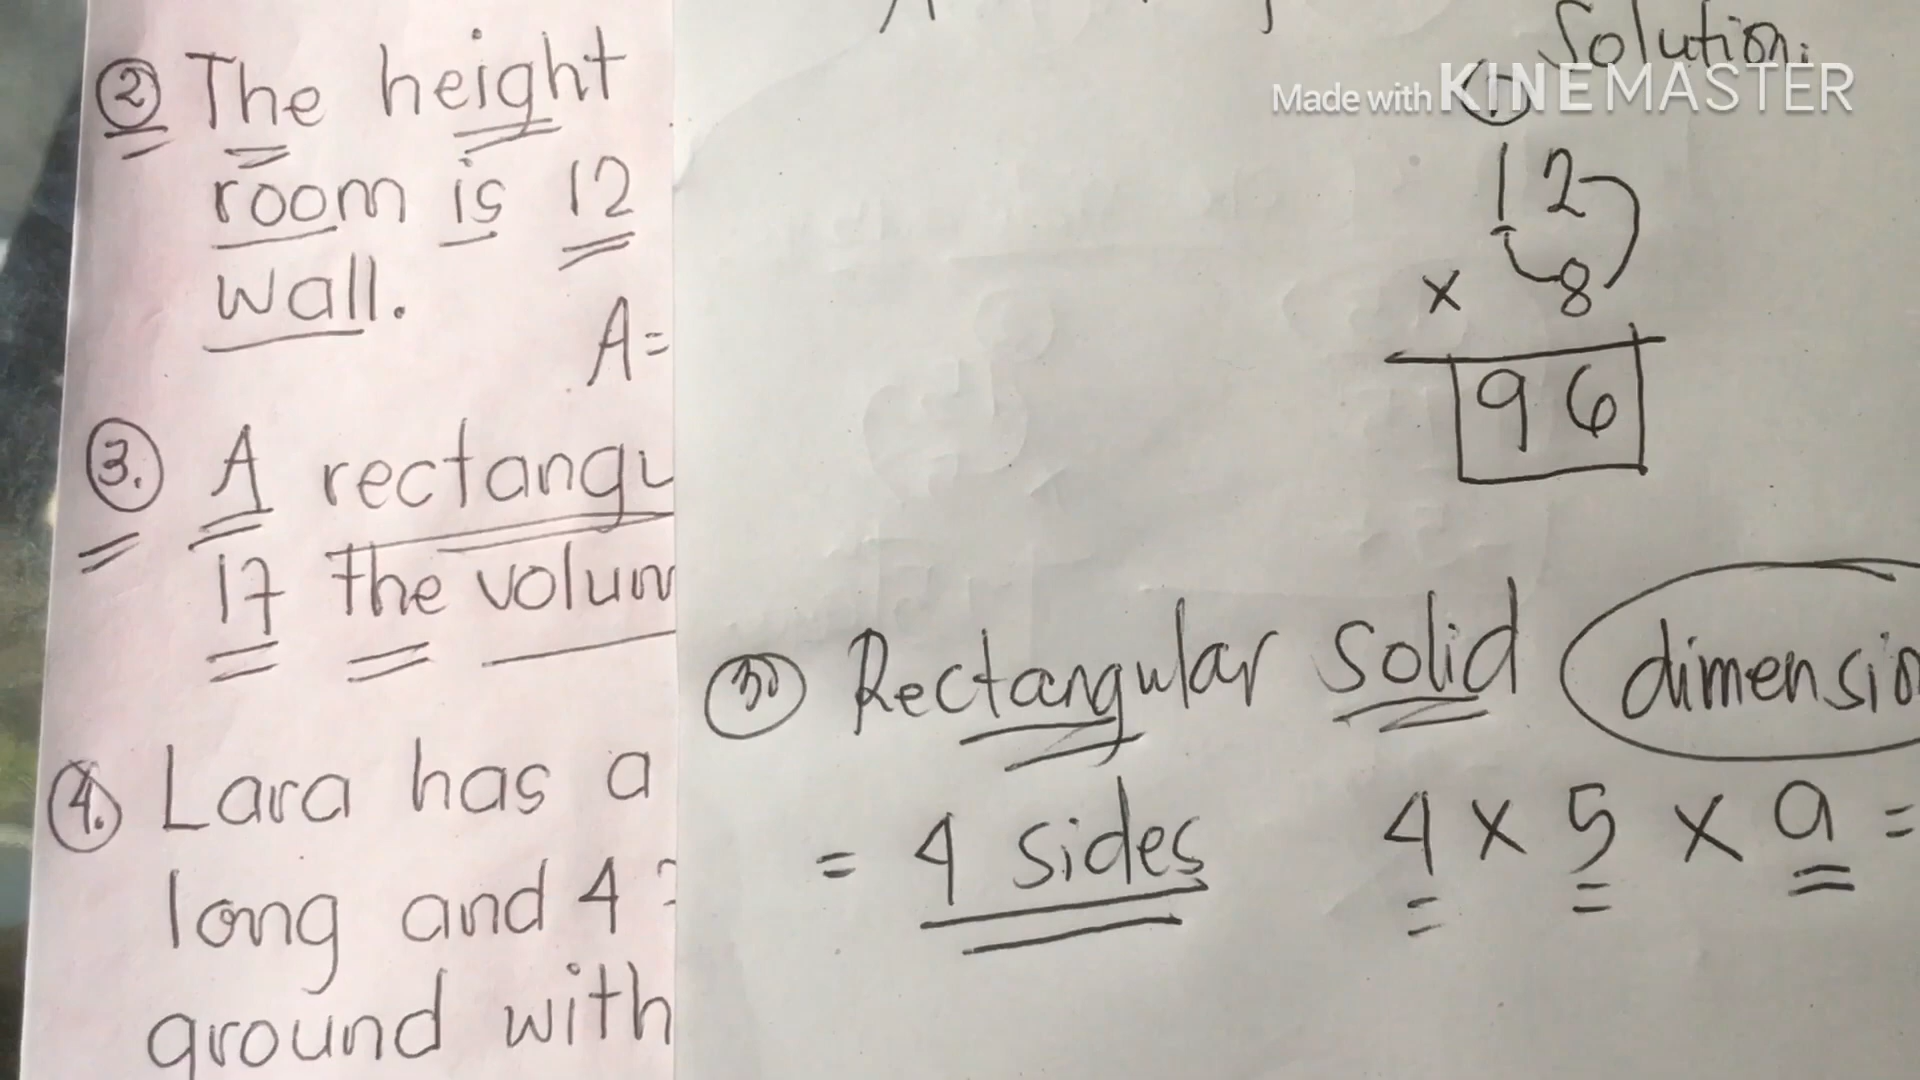 ② The height
room is 12
wall.
A=
③. A rectangu
17 the volum
④. Lara has a
long and 4
ground with
Solution:
Made with KINEMASTER
①
12
x 8
96
③ Rectangular solid dimensio
= 4 sides 4 x 5 x a =